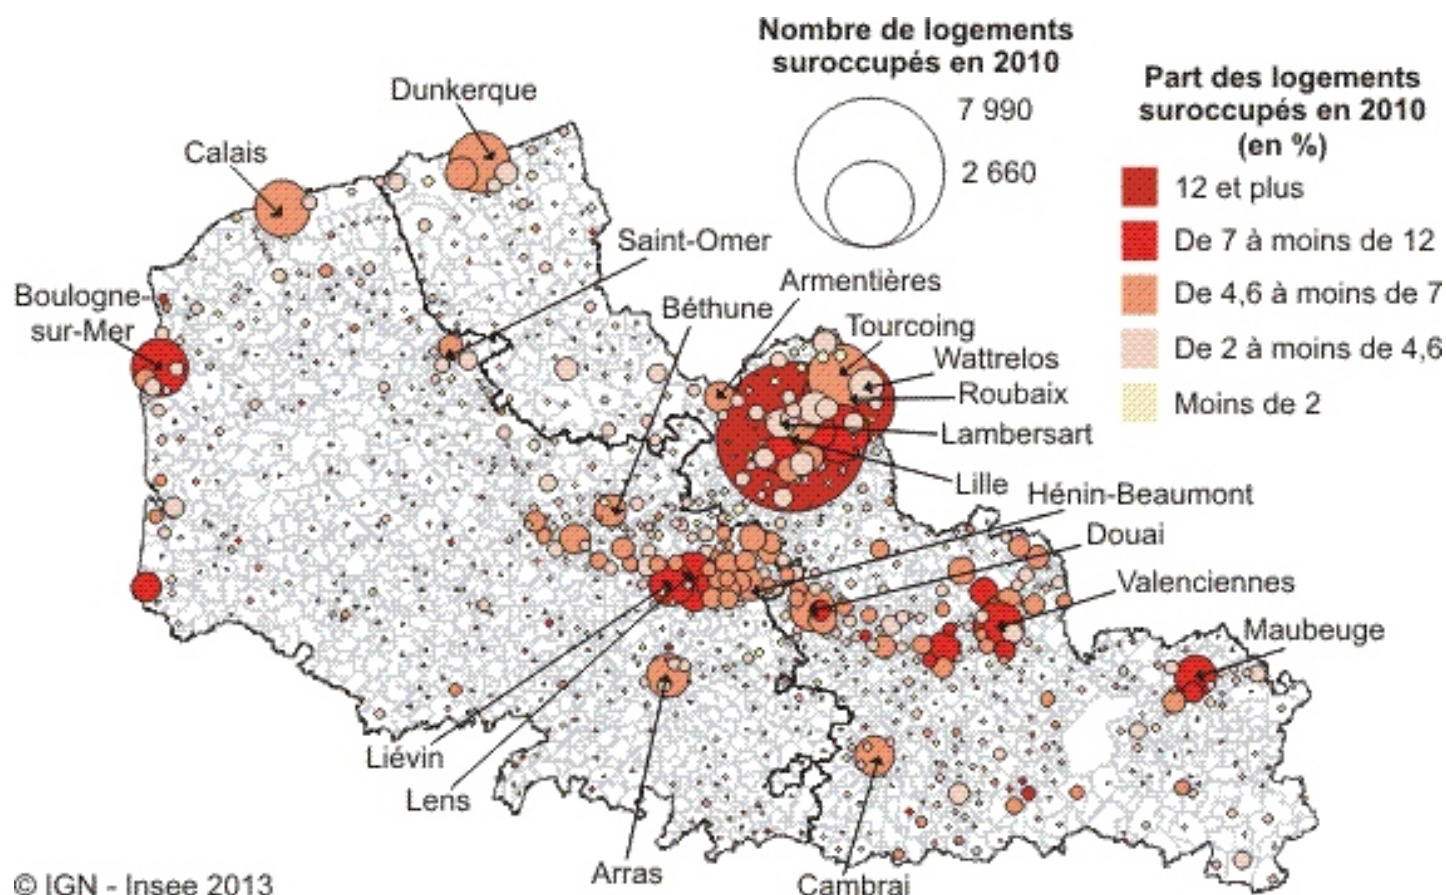 Nombre de logements
suroccupés en 2010
7 990
2 660
Part des logements
suroccupés en 2010
(en %)
12 et plus
De 7 à moins de 12
De 4,6 à moins de 7
De 2 à moins de 4,6
Moins de 2
Dunkerque
Calais
Saint-Omer
Boulogne-
sur-Mer
Béthune
Armentières
Tourcoing
Wattrelos
Roubaix
Lambersart
Lille
Hénin-Beaumont
Douai
Valenciennes
Maubeuge
Liévin
Lens
Arras
Cambrai
© IGN - Insee 2013